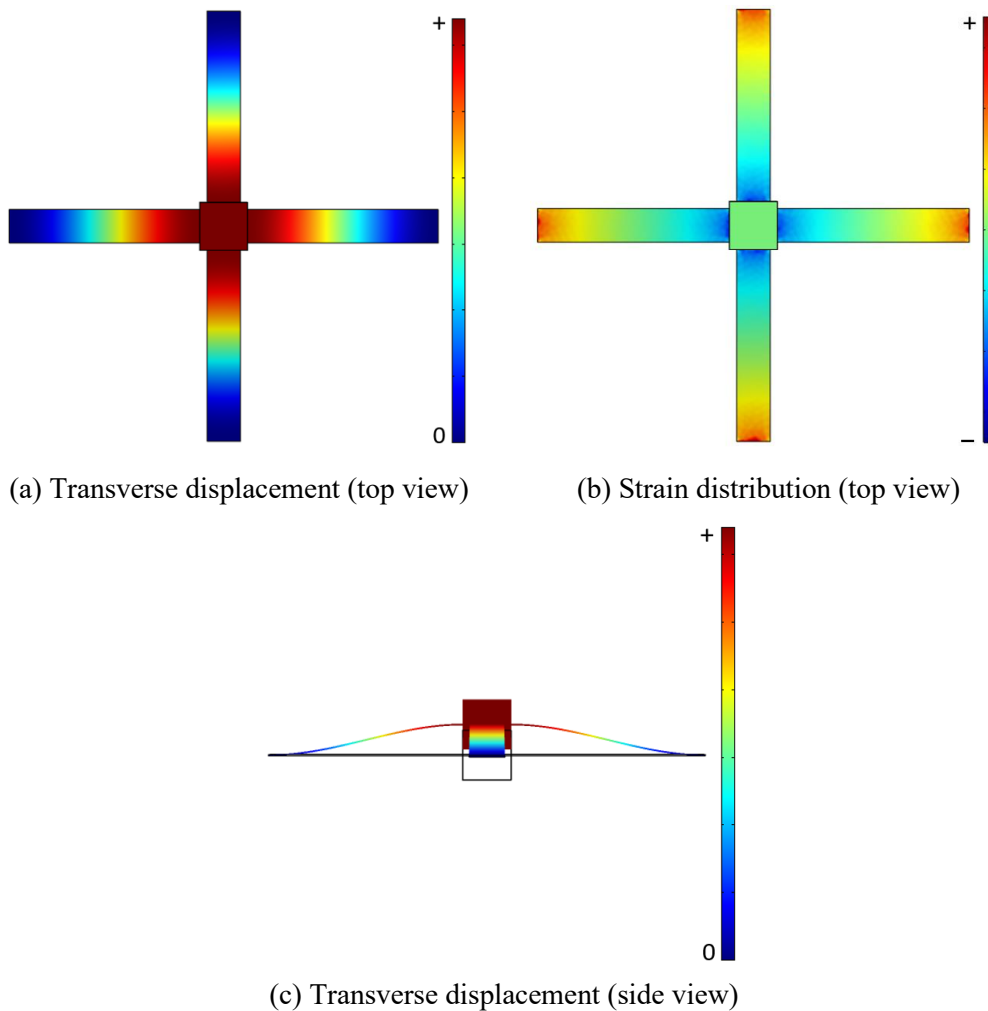 +
0
(a) Transverse displacement (top view)
+
−
(b) Strain distribution (top view)
+
0
(c) Transverse displacement (side view)